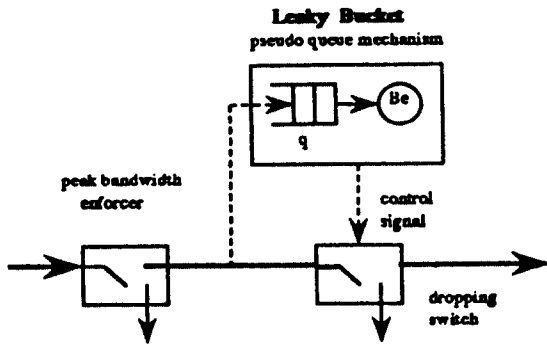 Leaky Bucket
pseudo queue mechanism
Be
q
peak bandwidth
enforcer
control
signal
dropping
switch